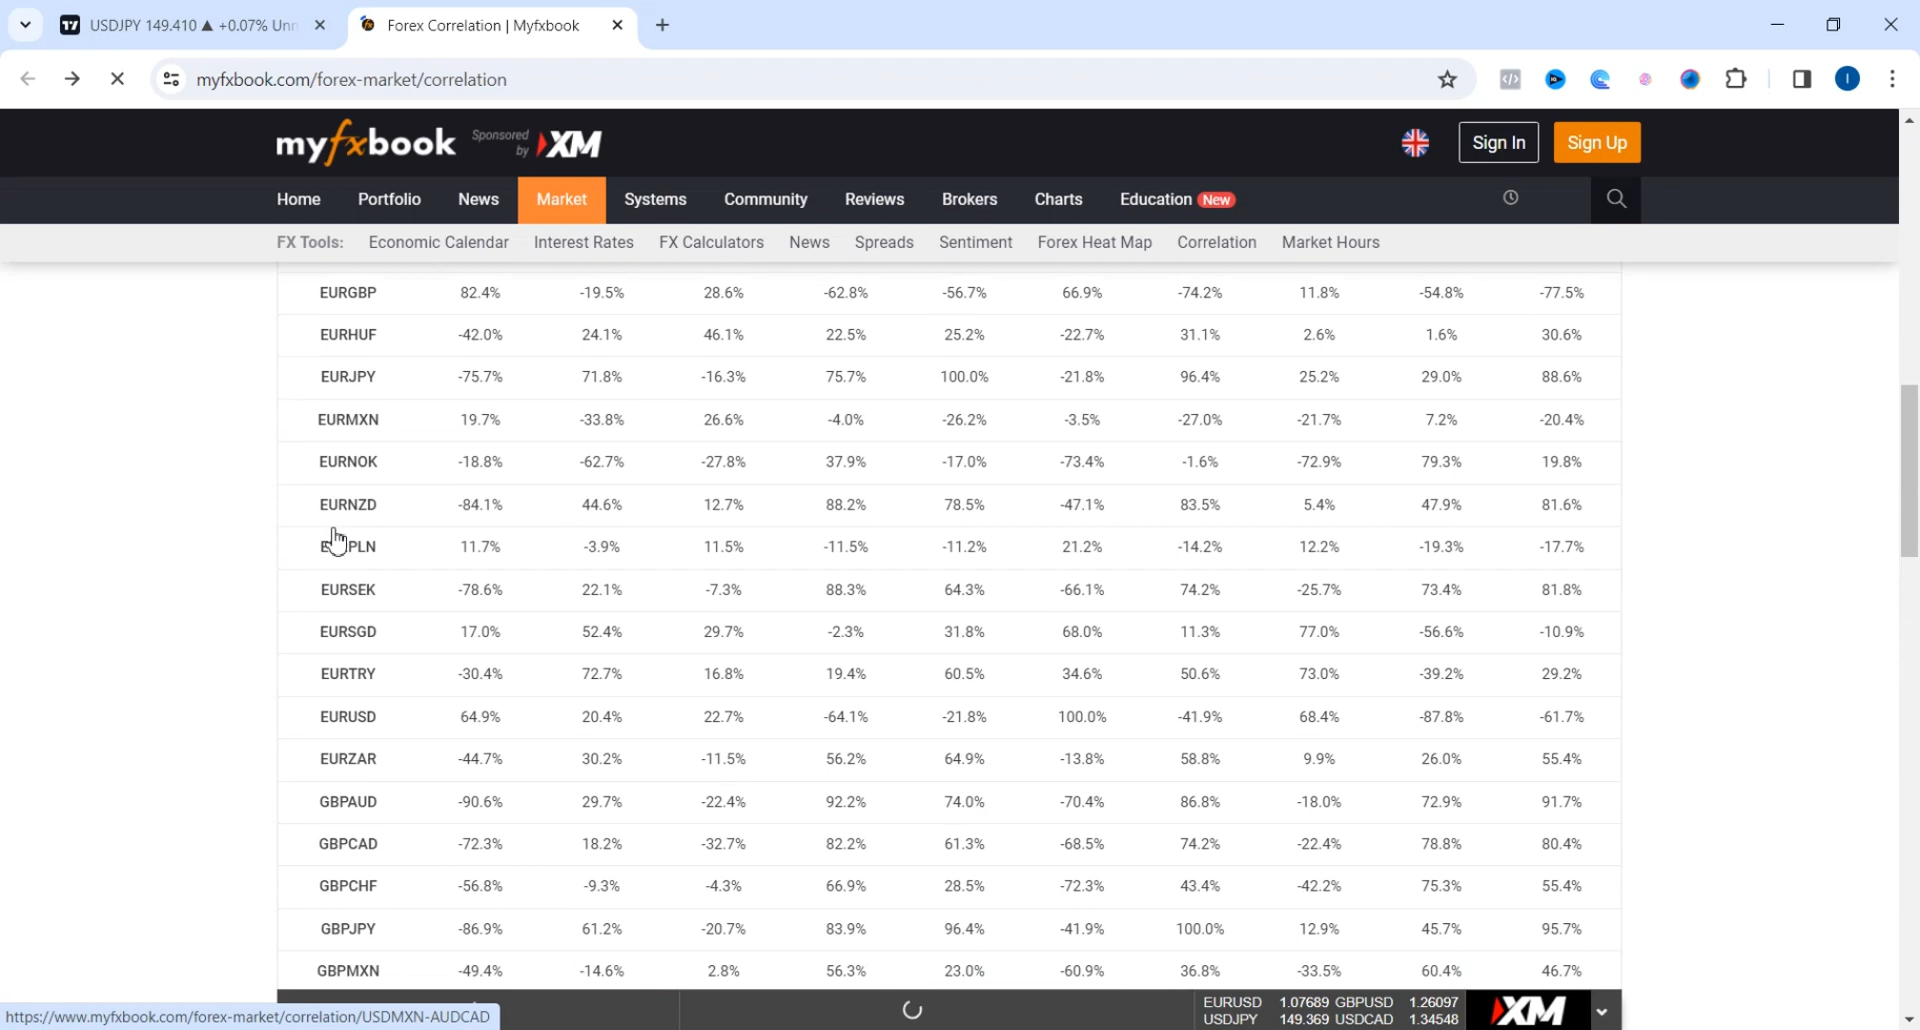 USDJPY 149.410 ▲ +0.07% Unn
Forex Correlation | Myfxbook
myfxbook.com/forex-market/correlation
myfxbook Sponsored by XM
Sign In Sign Up
Home Portfolio News Market Systems Community Reviews Brokers Charts Education New
FX Tools: Economic Calendar Interest Rates FX Calculators News Spreads Sentiment Forex Heat Map Correlation Market Hours
EURGBP 82.4% -19.5% 28.6% -62.8% -56.7% 66.9% -74.2% 11.8% -54.8% -77.5%
EURHUF -42.0% 24.1% 46.1% 22.5% 25.2% -22.7% 31.1% 2.6% 1.6% 30.6%
EURJPY -75.7% 71.8% -16.3% 75.7% 100.0% -21.8% 96.4% 25.2% 29.0% 88.6%
EURMXN 19.7% -33.8% 26.6% -4.0% -26.2% -3.5% -27.0% -21.7% 7.2% -20.4%
EURNOK -18.8% -62.7% -27.8% 37.9% -17.0% -73.4% -1.6% -72.9% 79.3% 19.8%
EURNZD -84.1% 44.6% 12.7% 88.2% 78.5% -47.1% 83.5% 5.4% 47.9% 81.6%
EURPLN 11.7% -3.9% 11.5% -11.5% -11.2% 21.2% -14.2% 12.2% -19.3% -17.7%
EURSEK -78.6% 22.1% -7.3% 88.3% 64.3% -66.1% 74.2% -25.7% 73.4% 81.8%
EURSGD 17.0% 52.4% 29.7% -2.3% 31.8% 68.0% 11.3% 77.0% -56.6% -10.9%
EURTRY -30.4% 72.7% 16.8% 19.4% 60.5% 34.6% 50.6% 73.0% -39.2% 29.2%
EURUSD 64.9% 20.4% 22.7% -64.1% -21.8% 100.0% -41.9% 68.4% -87.8% -61.7%
EURZAR -44.7% 30.2% -11.5% 56.2% 64.9% -13.8% 58.8% 9.9% 26.0% 55.4%
GBPAUD -90.6% 29.7% -22.4% 92.2% 74.0% -70.4% 86.8% -18.0% 72.9% 91.7%
GBPCAD -72.3% 18.2% -32.7% 82.2% 61.3% -68.5% 74.2% -22.4% 78.8% 80.4%
GBPCHF -56.8% -9.3% -4.3% 66.9% 28.5% -72.3% 43.4% -42.2% 75.3% 55.4%
GBPJPY -86.9% 61.2% -20.7% 83.9% 96.4% -41.9% 100.0% 12.9% 45.7% 95.7%
GBPMXN -49.4% -14.6% 2.8% 56.3% 23.0% -60.9% 36.8% -33.5% 60.4% 46.7%
EURUSD 1.07689 GBPUSD 1.26097
USDJPY 149.369 USDCAD 1.34548
XM
https://www.myfxbook.com/forex-market/correlation/USDMXN-AUDCAD